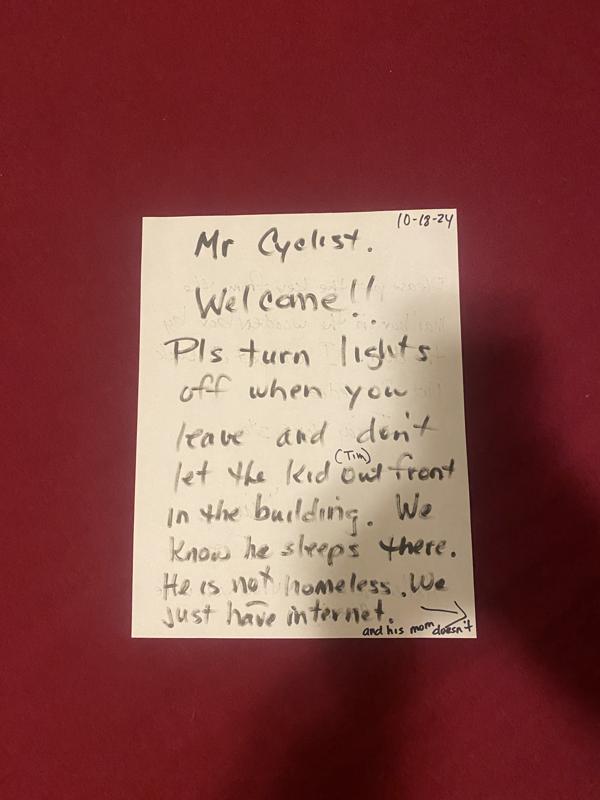 10-18-24
Mr Cyclist.
Welcome!!
Pls turn lights
off when you
leave and don't
let the kid (Tim) out front
in the building. We
know he sleeps there.
He is not homeless. We
just have internet.
and his mom doesn't →